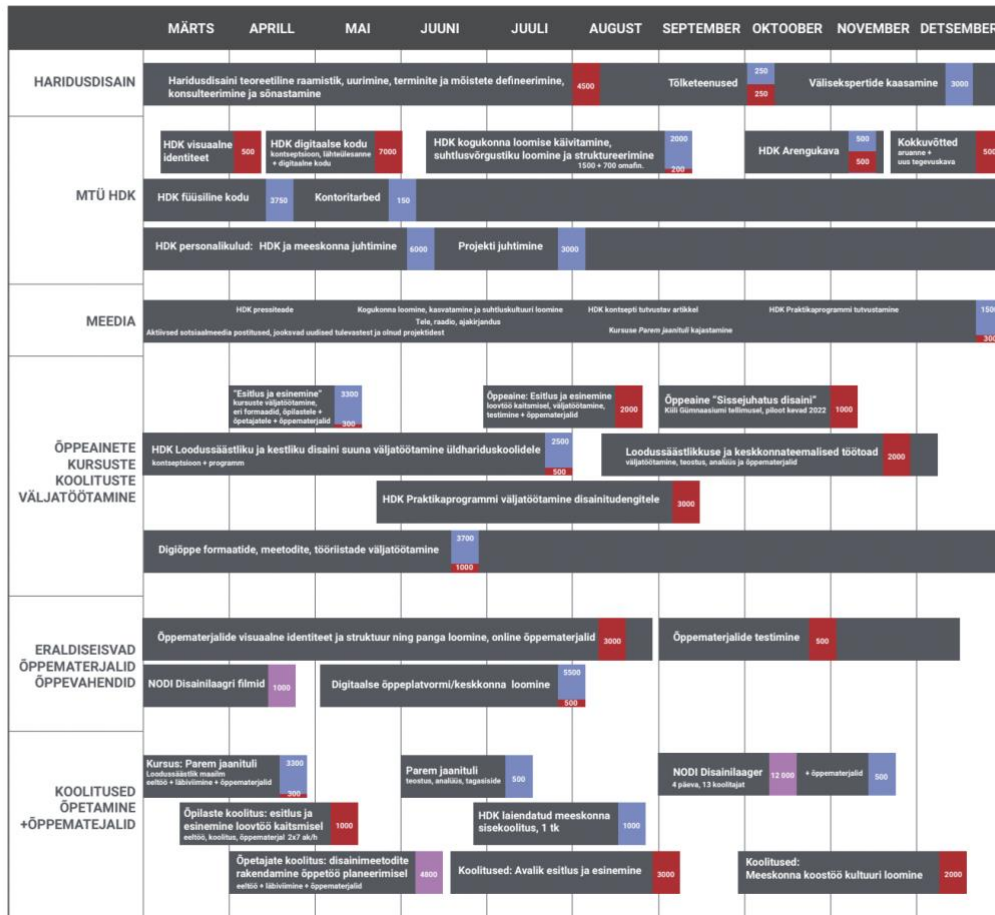 MÄRTS APRILL MAI JUUNI JUULI AUGUST SEPTEMBER OKTOOBER NOVEMBER DETSEMBER
HARIDUSDISAIN
Haridusdisaini teoreetiline raamistik, uurimine, terminite ja mõistete defineerimine,
konsulteerimine ja sõnastamine
4500
Tõlketeenused
250
250
Välisekspertide kaasamine
3000
MTÜ HDK
HDK visuaalne
identiteet
500
HDK digitaalse kodu
kontseptsioon, lähteülesanne
+ digitaalne kodu
7000
HDK kogukonna loomise käivitamine,
suhtlusvõrgustiku loomine ja struktureerimine
1500 + 700 omafin.
2000
200
HDK Arengukava
500
500
Kokkuvõtted
aruanne +
uus tegevuskava
500
HDK füüsiline kodu
3750
Kontoritarbed
150
HDK personalikulud: HDK ja meeskonna juhtimine
6000
Projekti juhtimine
3000
MEEDIA
HDK pressiteade
Kogukonna loomine, kasvatamine ja suhtluskultuuri loomine
HDK kontsepti tutvustav artikkel
HDK Praktikaprogrammi tutvustamine
Tele, raadio, ajakirjandus
Aktiivsed sotsiaalmeedia postitused, jooksvad uudised tulevastest ja olnud projektidest
Kursuse Parem jaanituli kajastamine
1500
300
ÕPPEAINETE
KURSUSTE
KOOLITUSTE
VÄLJATÖÖTAMINE
"Esitlus ja esinemine"
kursuste väljatöötamine,
eri formaadid, õpilastele +
õpetajatele + õppematerjalid
3300
300
Õppeaine: Esitlus ja esinemine
loovtöö kaitsmisel, väljatöötamine,
testimine + õppematerjalid
2000
Õppeaine "Sissejuhatus disaini"
Kiili Gümnaasiumi tellimusel, piloot kevad 2022
1000
HDK Loodussäästliku ja kestliku disaini suuna väljatöötamine üldhariduskoolidele
kontseptsioon + programm
2500
500
Loodussäästlikkuse ja keskkonnateemalised töötoad
väljatöötamine, teostus, analüüs ja õppematerjalid
2000
HDK Praktikaprogrammi väljatöötamine disainitudengitele
3000
Digiõppe formaatide, meetodite, tööriistade väljatöötamine
3700
1000
ERALDISEISVAD
ÕPPEMATERJALID
ÕPPEVAHENDID
Õppematerjalide visuaalne identiteet ja struktuur ning panga loomine, online õppematerjalid
3000
Õppematerjalide testimine
500
NODI Disainilaagri filmid
1000
Digitaalse õppeplatvormi/keskkonna loomine
5500
500
KOOLITUSED
ÕPETAMINE
+ÕPPEMATEJALID
Kursus: Parem jaanituli
Loodussäästlik maailm
eeltöö + läbiviimine + õppematerjalid
3300
300
Parem jaanituli
teostus, analüüs, tagasiside
500
NODI Disainilaager
4 päeva, 13 koolitajat
12 000
+ õppematerjalid
500
Õpilaste koolitus: esitlus ja
esinemine loovtöö kaitsmisel
eeltöö, koolitus, õppematerjal 2x7 ak/h
1000
HDK laiendatud meeskonna
sisekoolitus, 1 tk
1000
Õpetajate koolitus: disainimeetodite
rakendamine õppetöö planeerimisel
eeltöö + läbiviimine + õppematerjalid
4800
Koolitused: Avalik esitlus ja esinemine
3000
Koolitused:
Meeskonna koostöö kultuuri loomine
2000